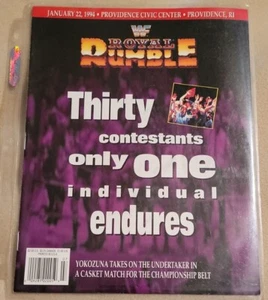 JANUARY 22, 1994 • PROVIDENCE CIVIC CENTER • PROVIDENCE, RI
WF
ROYAL
RUMBLE
Thirty
contestants
only one
individual
endures
YOKOZUNA TAKES ON THE UNDERTAKER IN
A CASKET MATCH FOR THE CHAMPIONSHIP BELT